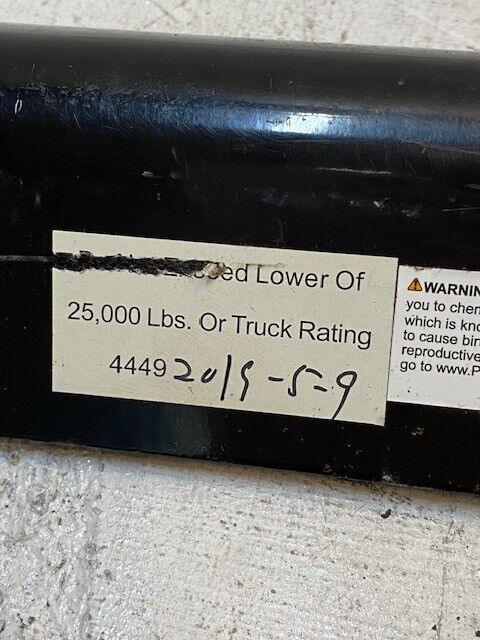 Exceed Lower Of
25,000 Lbs. Or Truck Rating
4449 2019-5-9
WARNIN
you to chem
which is kno
to cause bir
reproductive
go to www.P